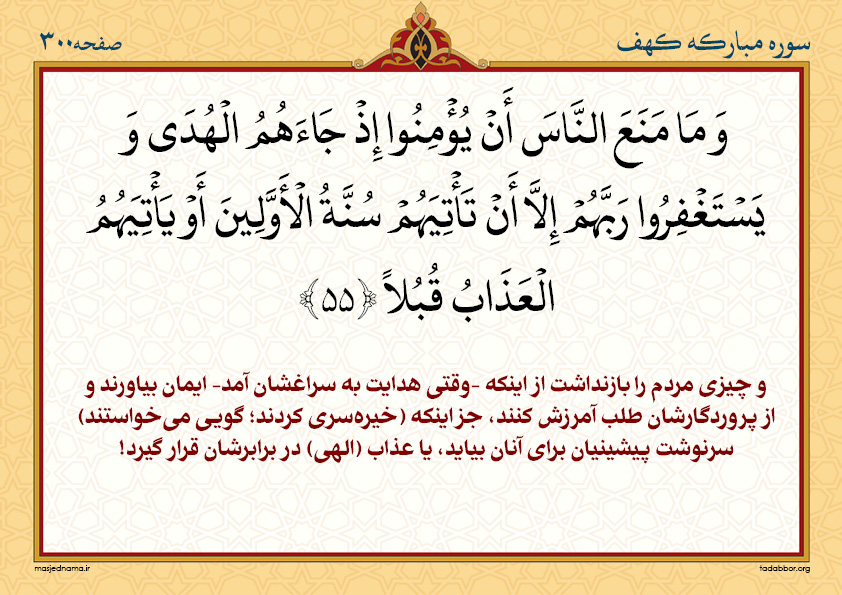 سوره مبارکه کهف
صفحه۳۰۰
وَ مَا مَنَعَ النَّاسَ أَنْ يُؤْمِنُوا إِذْ جَاءَهُمُ الْهُدَى وَ
يَسْتَغْفِرُوا رَبَّهُمْ إِلاَّ أَنْ تَأْتِيَهُمْ سُنَّةُ الْأَوَّلِينَ أَوْ يَأْتِيَهُمُ
الْعَذَابُ قُبُلاً ﴿۵۵﴾
و چیزی مردم را بازنداشت از اینکه -وقتی هدایت به سراغشان آمد- ایمان بیاورند و
از پروردگارشان طلب آمرزش کنند، جز اینکه (خیره‌سری کردند؛ گویی می‌خواستند)
سرنوشت پیشینیان برای آنان بیاید، یا عذاب (الهی) در برابرشان قرار گیرد!
masjednama.ir
tadabbor.org